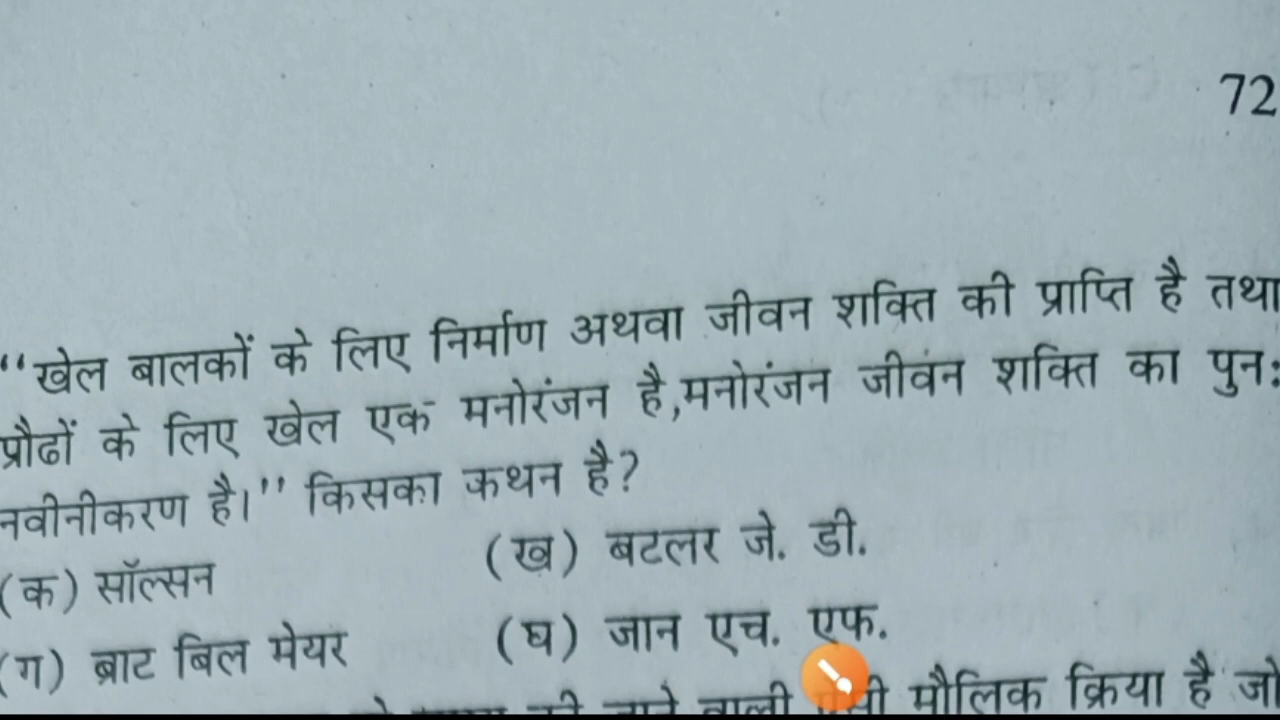 72
“खेल बालकों के लिए निर्माण अथवा जीवन शक्ति की प्राप्ति है तथा
प्रौढों के लिए खेल एक मनोरंजन है,मनोरंजन जीवन शक्ति का पुनः
नवीनीकरण है।” किसका कथन है?
(क) सॉल्सन (ख) बटलर जे. डी.
(ग) ब्राट बिल मेयर (घ) जान एच. एफ.
की जाने वाली मौलिक क्रिया है जो